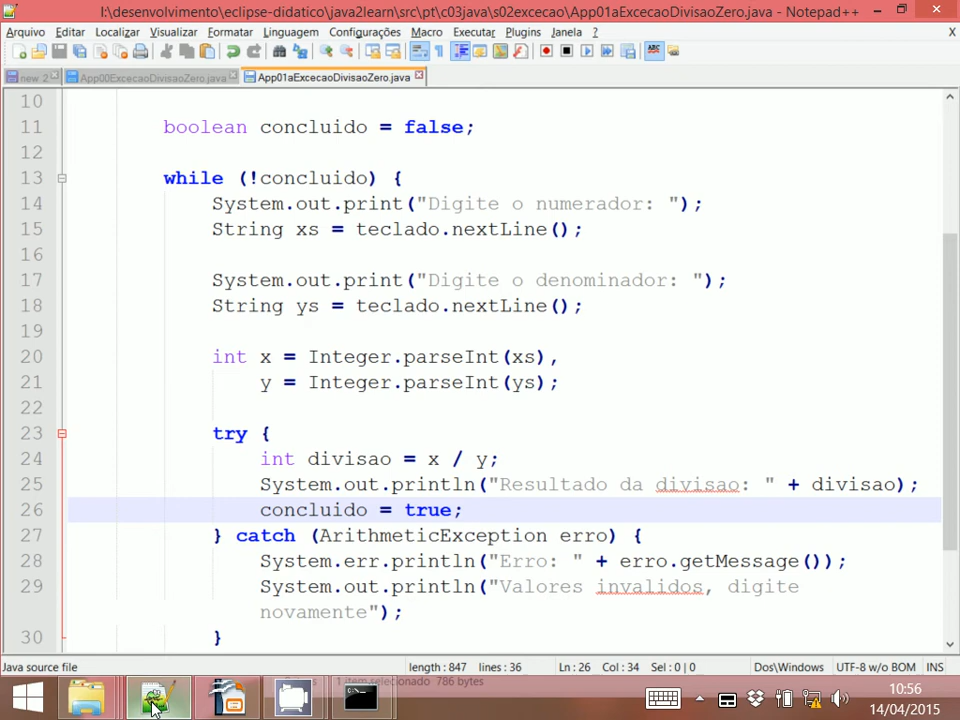 I:\desenvolvimento\eclipse-didatico\java2learn\src\pt\c03java\s02excecao\App01aExcecaoDivisaoZero.java - Notepad++
Arquivo Editar Localizar Visualizar Formatar Linguagem Configurações Macro Executar Plugins Janela ? X
new 2 App00ExcecaoDivisaoZero.java App01aExcecaoDivisaoZero.java
10
11 boolean concluido = false;
12
13 while (!concluido) {
14 System.out.print("Digite o numerador: ");
15 String xs = teclado.nextLine();
16
17 System.out.print("Digite o denominador: ");
18 String ys = teclado.nextLine();
19
20 int x = Integer.parseInt(xs),
21 y = Integer.parseInt(ys);
22
23 try {
24 int divisao = x / y;
25 System.out.println("Resultado da divisao: " + divisao);
26 concluido = true;
27 } catch (ArithmeticException erro) {
28 System.err.println("Erro: " + erro.getMessage());
29 System.out.println("Valores invalidos, digite
novamente");
30 }
Java source file length : 847 lines : 36 Ln : 26 Col : 34 Sel : 0 | 0 Dos\Windows UTF-8 w/o BOM INS
1 item selecionado 786 bytes
10:56
14/04/2015